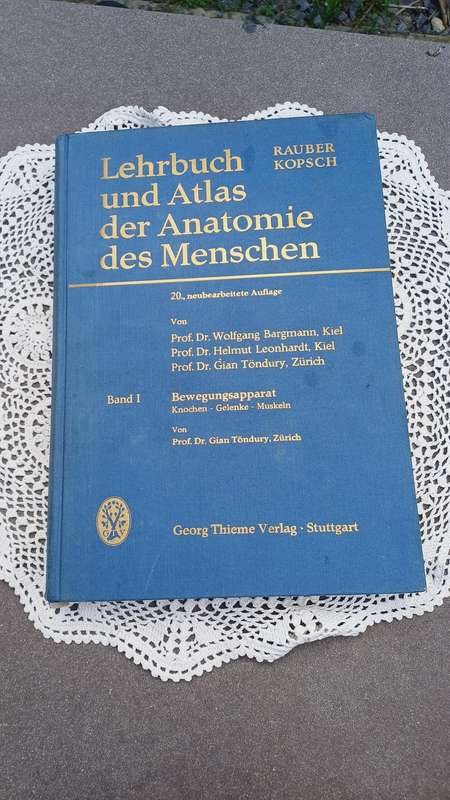 Lehrbuch
und Atlas
der Anatomie
des Menschen
RAUBER
KOPSCH
20., neubearbeitete Auflage
Von
Prof. Dr. Wolfgang Bargmann, Kiel
Prof. Dr. Helmut Leonhardt, Kiel
Prof. Dr. Gian Töndury, Zürich
Band I
Bewegungsapparat
Knochen - Gelenke - Muskeln
Von
Prof. Dr. Gian Töndury, Zürich
Georg Thieme Verlag · Stuttgart